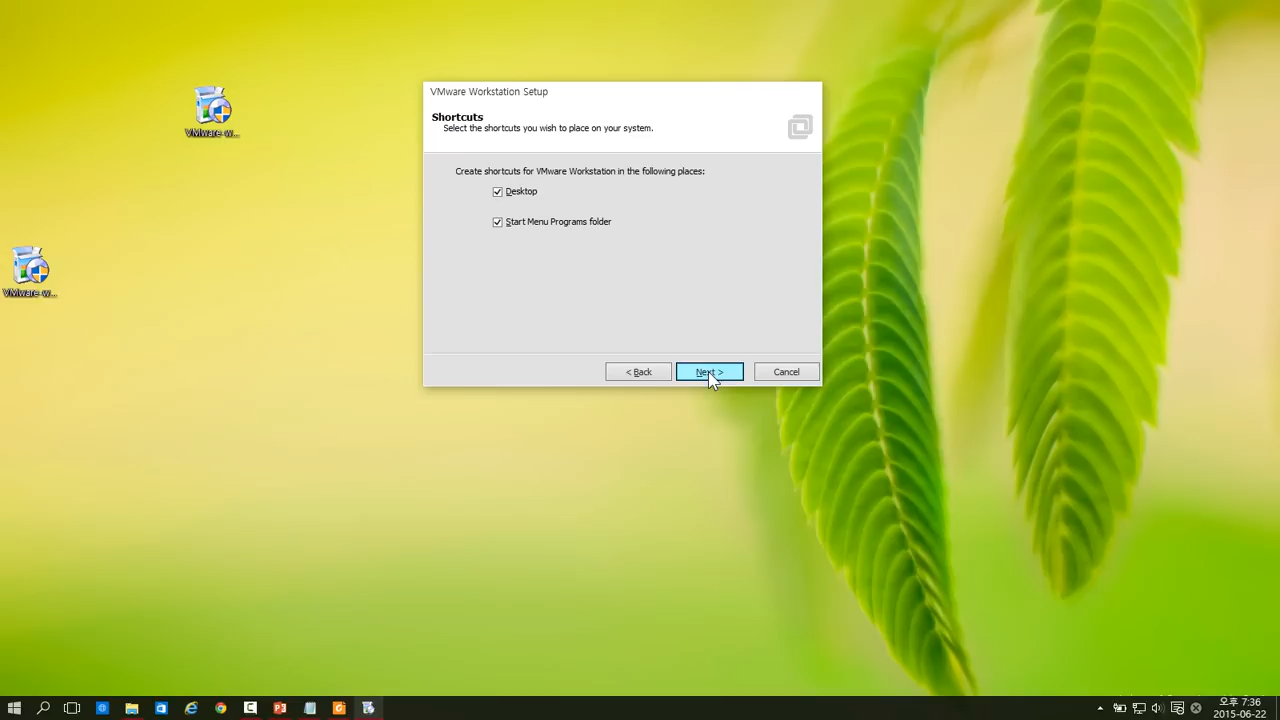 VMware-w...
VMware-w...
VMware Workstation Setup
Shortcuts
Select the shortcuts you wish to place on your system.
Create shortcuts for VMware Workstation in the following places:
Desktop
Start Menu Programs folder
< Back
Next >
Cancel
오후 7:36
2015-06-22